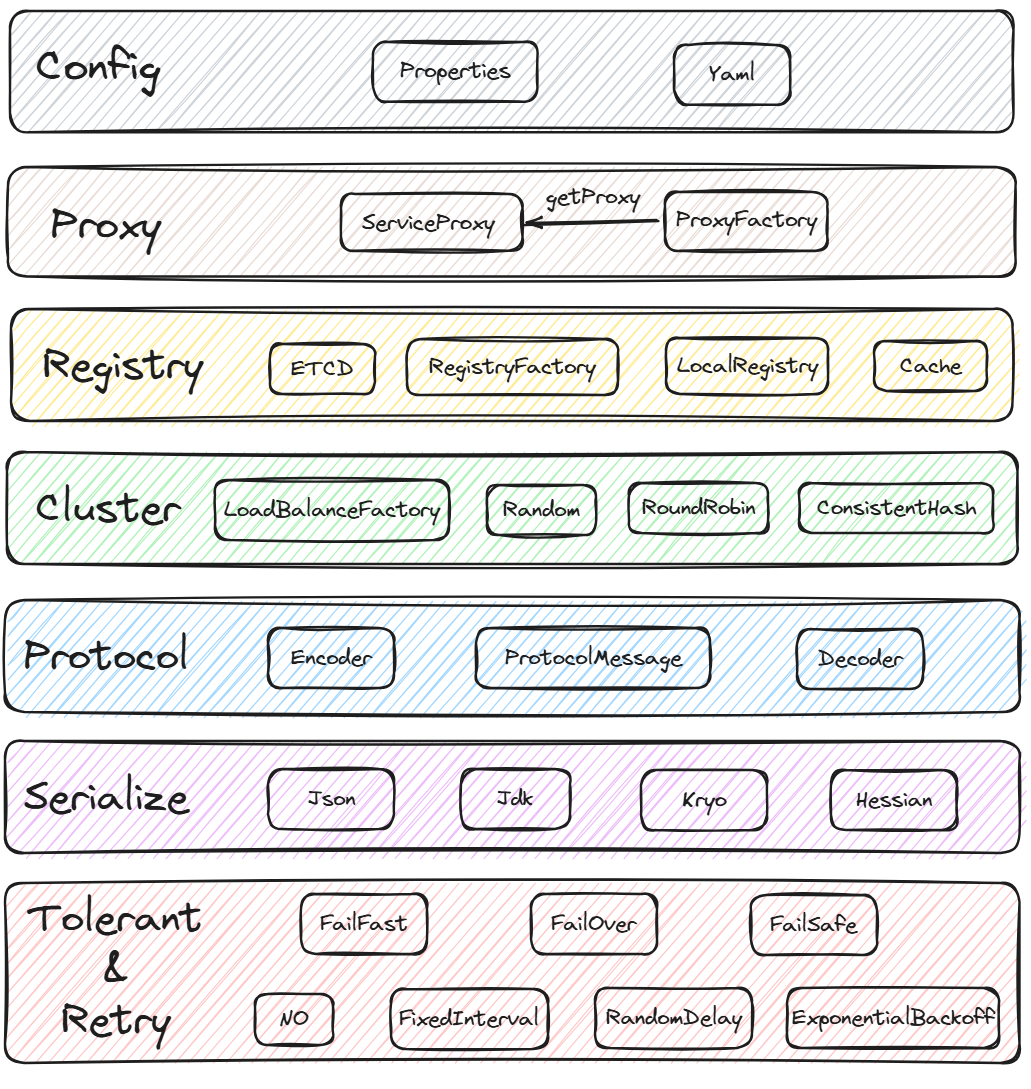 Config
Properties
Yaml
Proxy
ServiceProxy
getProxy
ProxyFactory
Registry
ETCD
RegistryFactory
LocalRegistry
Cache
Cluster
LoadBalanceFactory
Random
RoundRobin
ConsistentHash
Protocol
Encoder
ProtocolMessage
Decoder
Serialize
Json
Jdk
Kryo
Hessian
Tolerant
&
Retry
FailFast
FailOver
FailSafe
NO
FixedInterval
RandomDelay
ExponentialBackoff